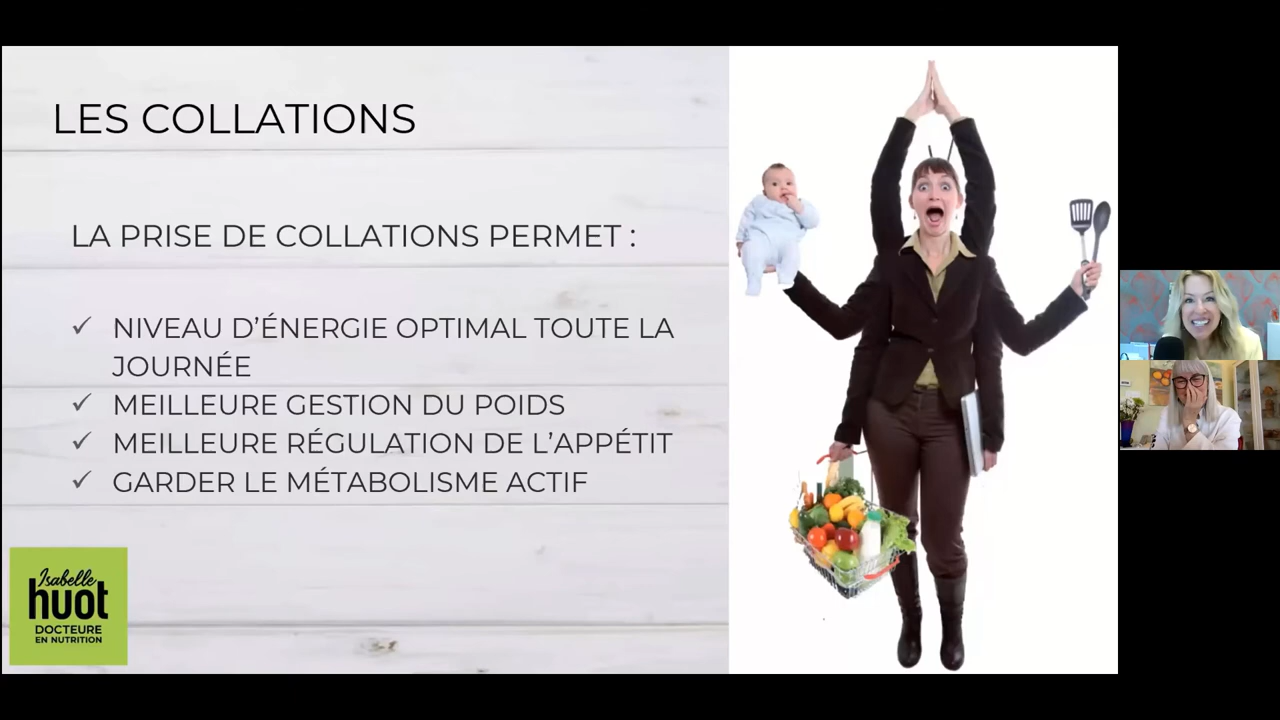 LES COLLATIONS
LA PRISE DE COLLATIONS PERMET :
✓ NIVEAU D'ÉNERGIE OPTIMAL TOUTE LA
JOURNÉE
✓ MEILLEURE GESTION DU POIDS
✓ MEILLEURE RÉGULATION DE L'APPÉTIT
✓ GARDER LE MÉTABOLISME ACTIF
Isabelle
huot
DOCTEURE
EN NUTRITION